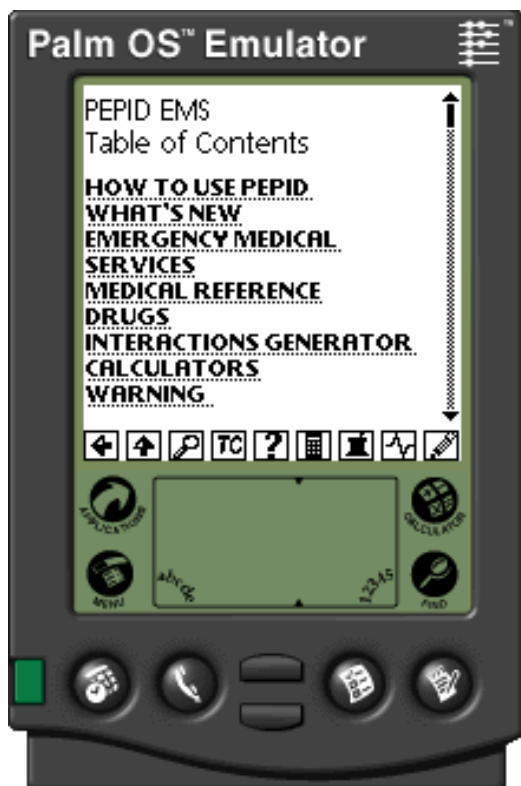 Palm OS™ Emulator
™
PEPID EMS
Table of Contents
HOW TO USE PEPID
WHAT'S NEW
EMERGENCY MEDICAL
SERVICES
MEDICAL REFERENCE
DRUGS
INTERACTIONS GENERATOR
CALCULATORS
WARNING
TC ?
APPLICATIONS
CALCULATOR
MENU
abcde
12345
FIND